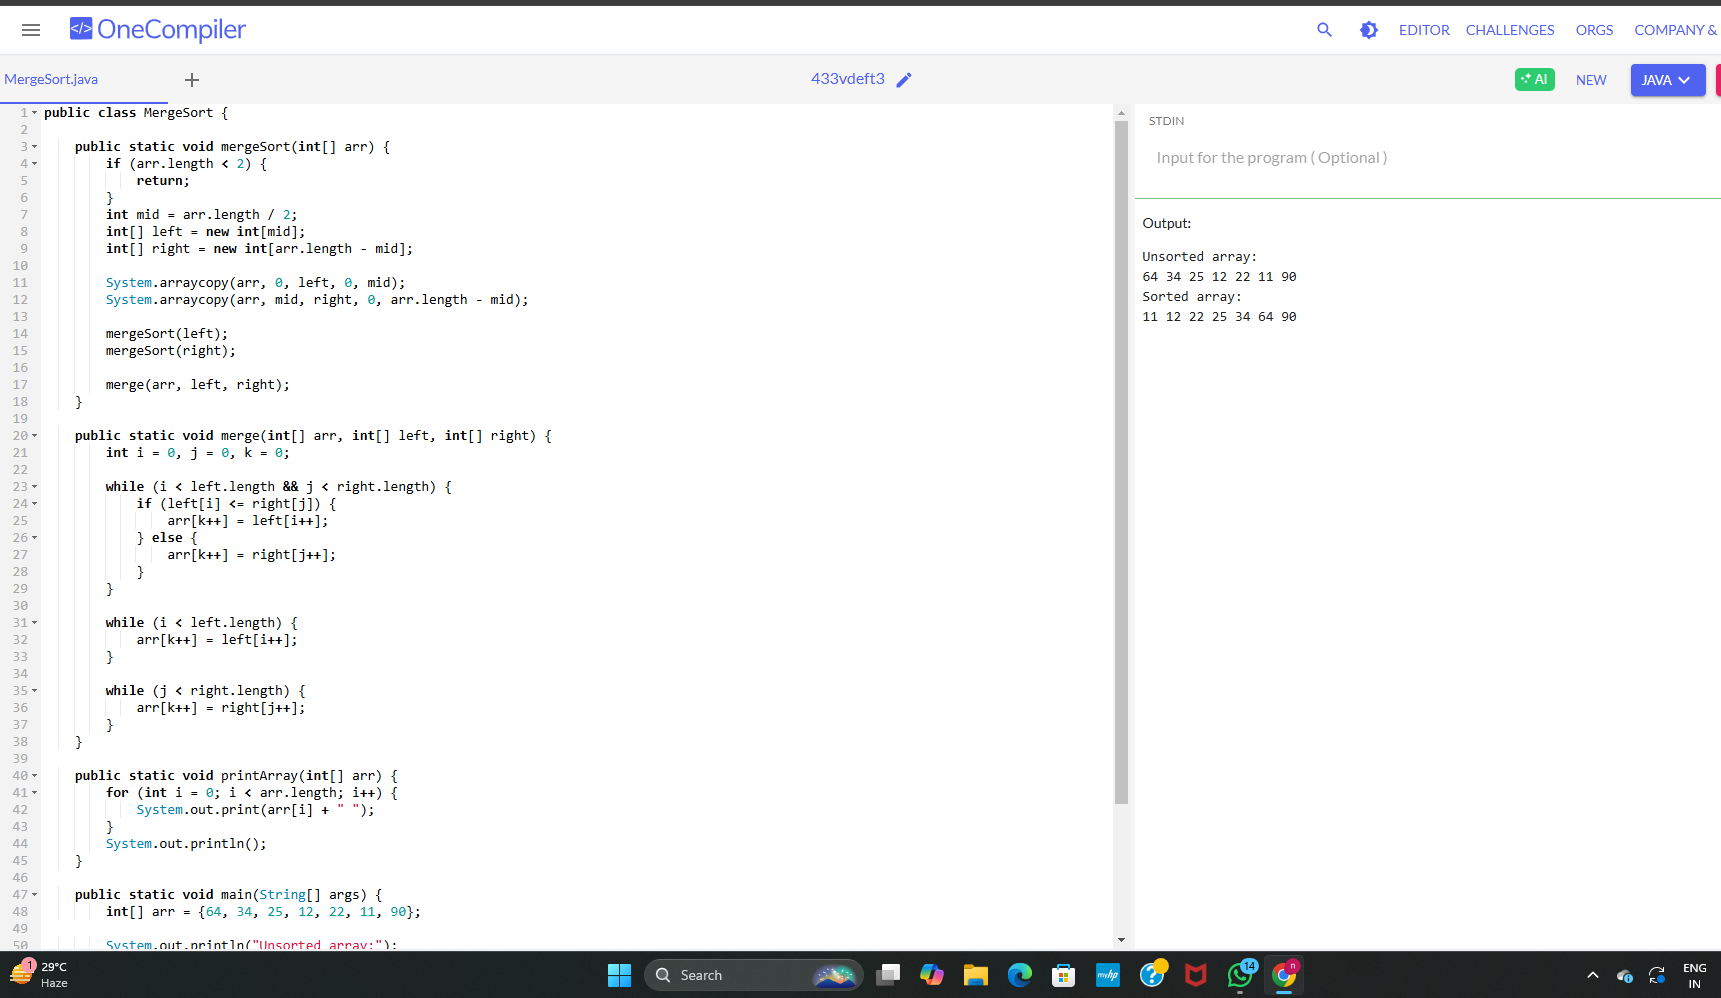 </> OneCompiler
EDITOR CHALLENGES ORGS COMPANY &
MergeSort.java
433vdeft3
AI NEW JAVA
1 public class MergeSort {
2
3     public static void mergeSort(int[] arr) {
4         if (arr.length < 2) {
5             return;
6         }
7         int mid = arr.length / 2;
8         int[] left = new int[mid];
9         int[] right = new int[arr.length - mid];
10
11         System.arraycopy(arr, 0, left, 0, mid);
12         System.arraycopy(arr, mid, right, 0, arr.length - mid);
13
14         mergeSort(left);
15         mergeSort(right);
16
17         merge(arr, left, right);
18     }
19
20     public static void merge(int[] arr, int[] left, int[] right) {
21         int i = 0, j = 0, k = 0;
22
23         while (i < left.length && j < right.length) {
24             if (left[i] <= right[j]) {
25                 arr[k++] = left[i++];
26             } else {
27                 arr[k++] = right[j++];
28             }
29         }
30
31         while (i < left.length) {
32             arr[k++] = left[i++];
33         }
34
35         while (j < right.length) {
36             arr[k++] = right[j++];
37         }
38     }
39
40     public static void printArray(int[] arr) {
41         for (int i = 0; i < arr.length; i++) {
42             System.out.print(arr[i] + " ");
43         }
44         System.out.println();
45     }
46
47     public static void main(String[] args) {
48         int[] arr = {64, 34, 25, 12, 22, 11, 90};
49
50         System.out.println("Unsorted array:");
STDIN
Input for the program ( Optional )
Output:
Unsorted array:
64 34 25 12 22 11 90
Sorted array:
11 12 22 25 34 64 90
1
29°C
Haze
Search
myhp
?
14
n
ENG
IN